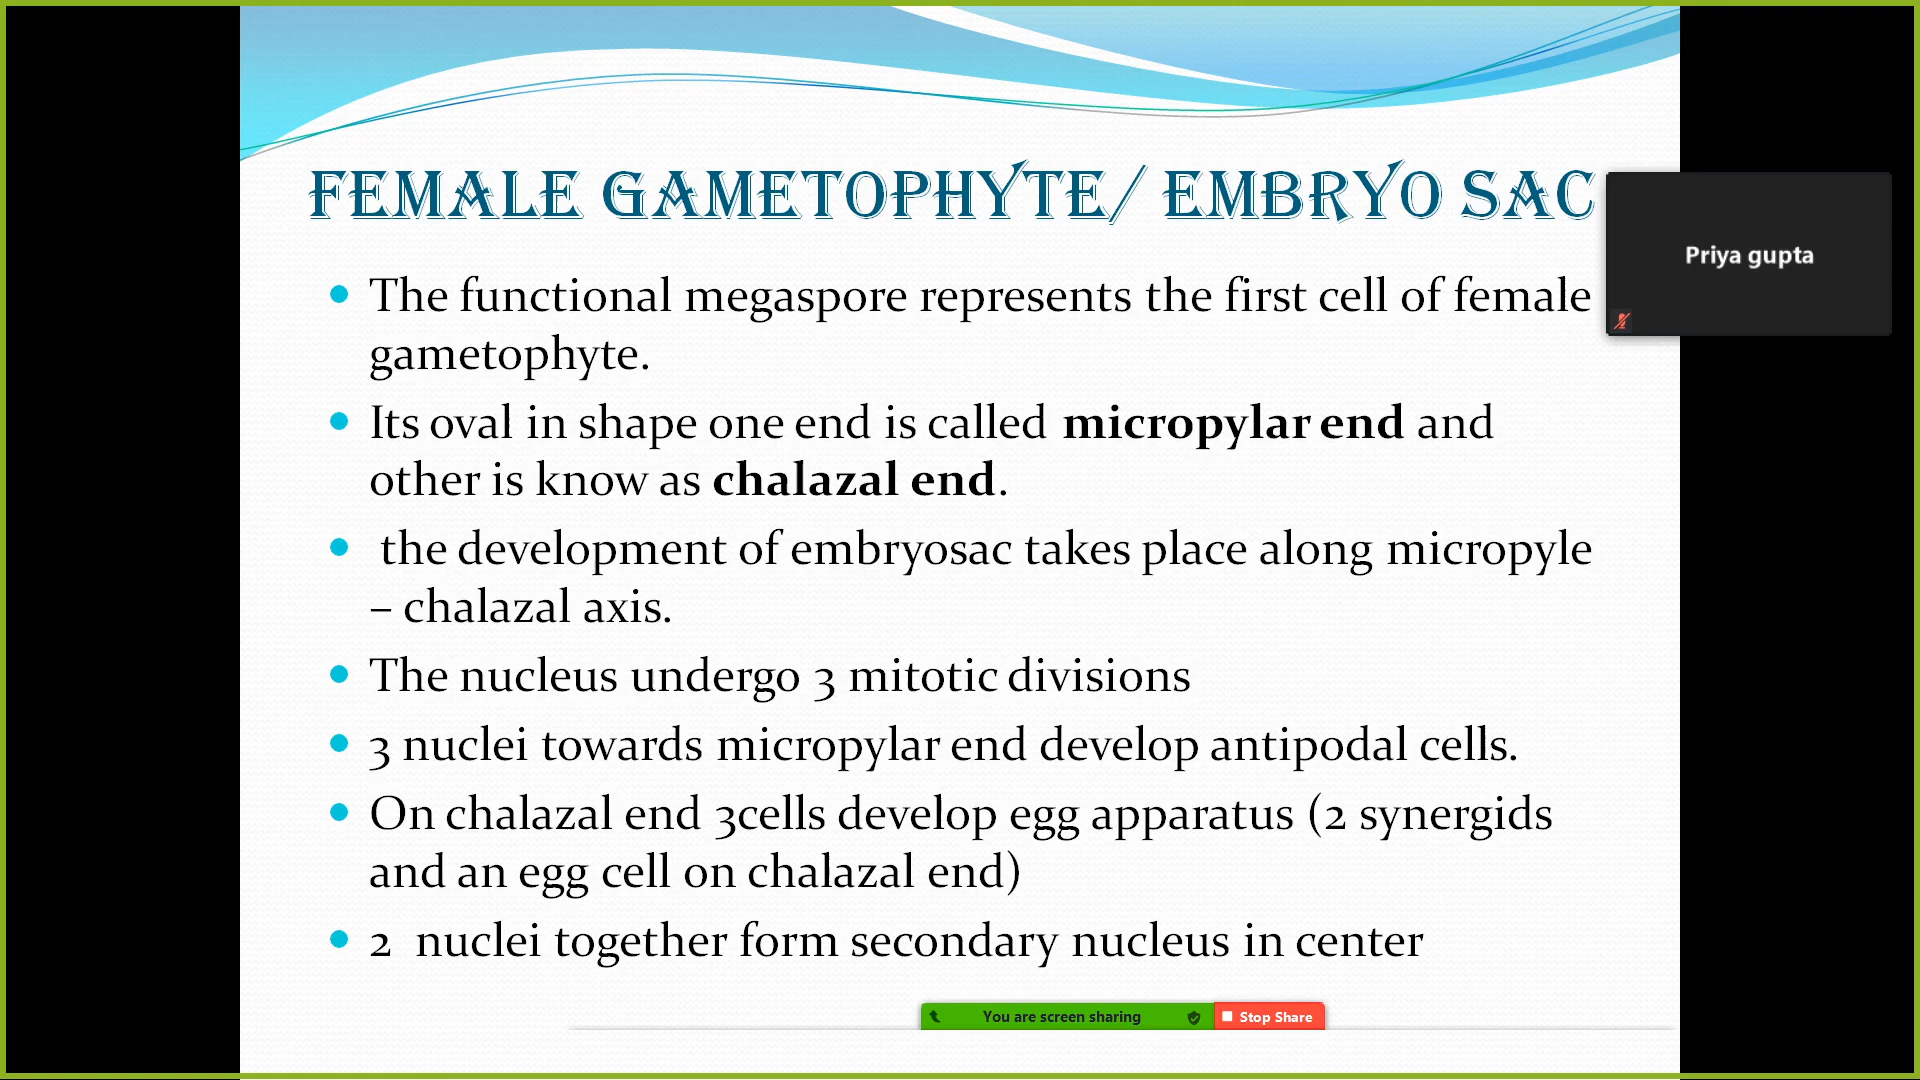 FEMALE GAMETOPHYTE/ EMBRYO SAC
Priya gupta
• The functional megaspore represents the first cell of female
gametophyte.
• Its oval in shape one end is called micropylar end and
other is know as chalazal end.
• the development of embryosac takes place along micropyle
– chalazal axis.
• The nucleus undergo 3 mitotic divisions
• 3 nuclei towards micropylar end develop antipodal cells.
• On chalazal end 3cells develop egg apparatus (2 synergids
and an egg cell on chalazal end)
• 2 nuclei together form secondary nucleus in center
You are screen sharing
Stop Share